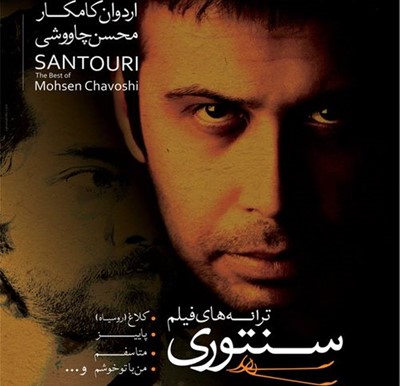 اردوان کامکار
محسن چاووشی
SANTOURI
The Best of
Mohsen Chavoshi
ترانه های فیلم
سنتوری
کلاغ (روسیاه) •
پاییز •
متاسفم •
من با تو خوشم و... •